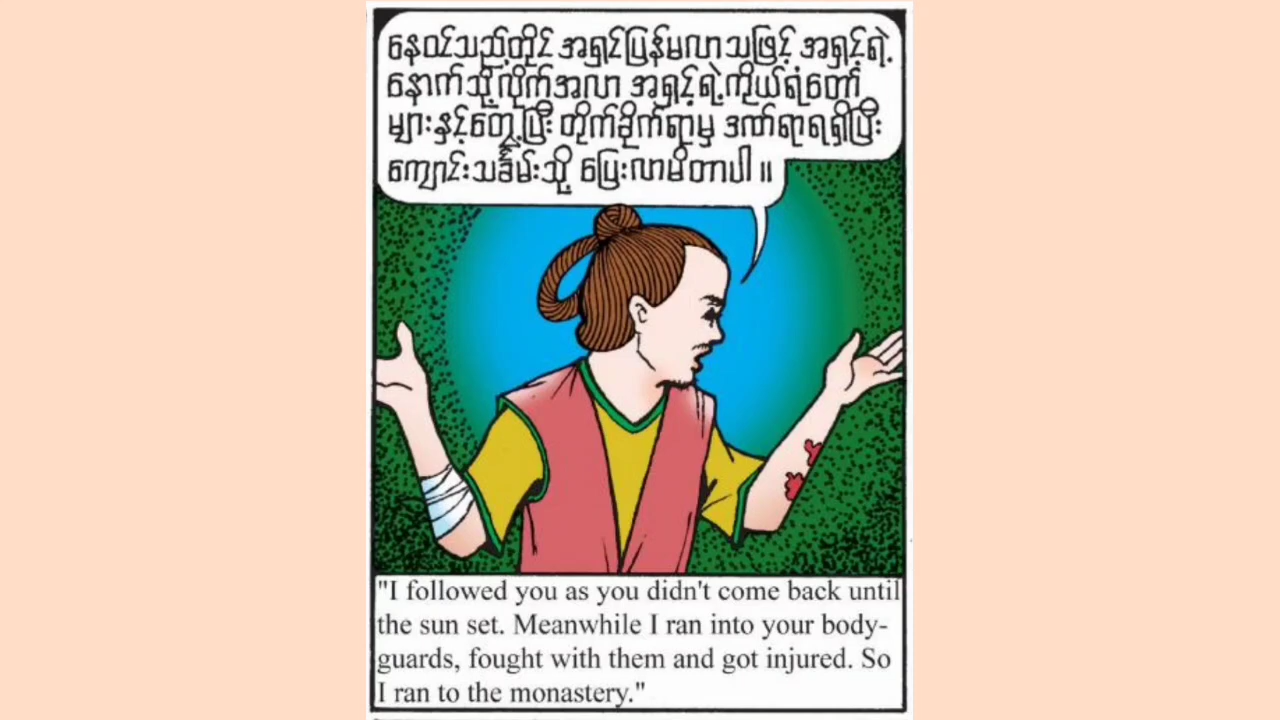 နေဝင်သည့်တိုင် အရှင်ပြန်မလာသဖြင့် အရှင့်ရဲ့
နောက်သို့လိုက်အလာ အရှင့်ရဲ့ကိုယ်ရံတော်
များနှင့်တွေ့ပြီး တိုက်ခိုက်ရာမှ ဒဏ်ရာရရှိပြီး
ကျောင်းသခမ်းသို့ ပြေးလာမိတာပါ ။
"I followed you as you didn't come back until
the sun set. Meanwhile I ran into your body-
guards, fought with them and got injured. So
I ran to the monastery."